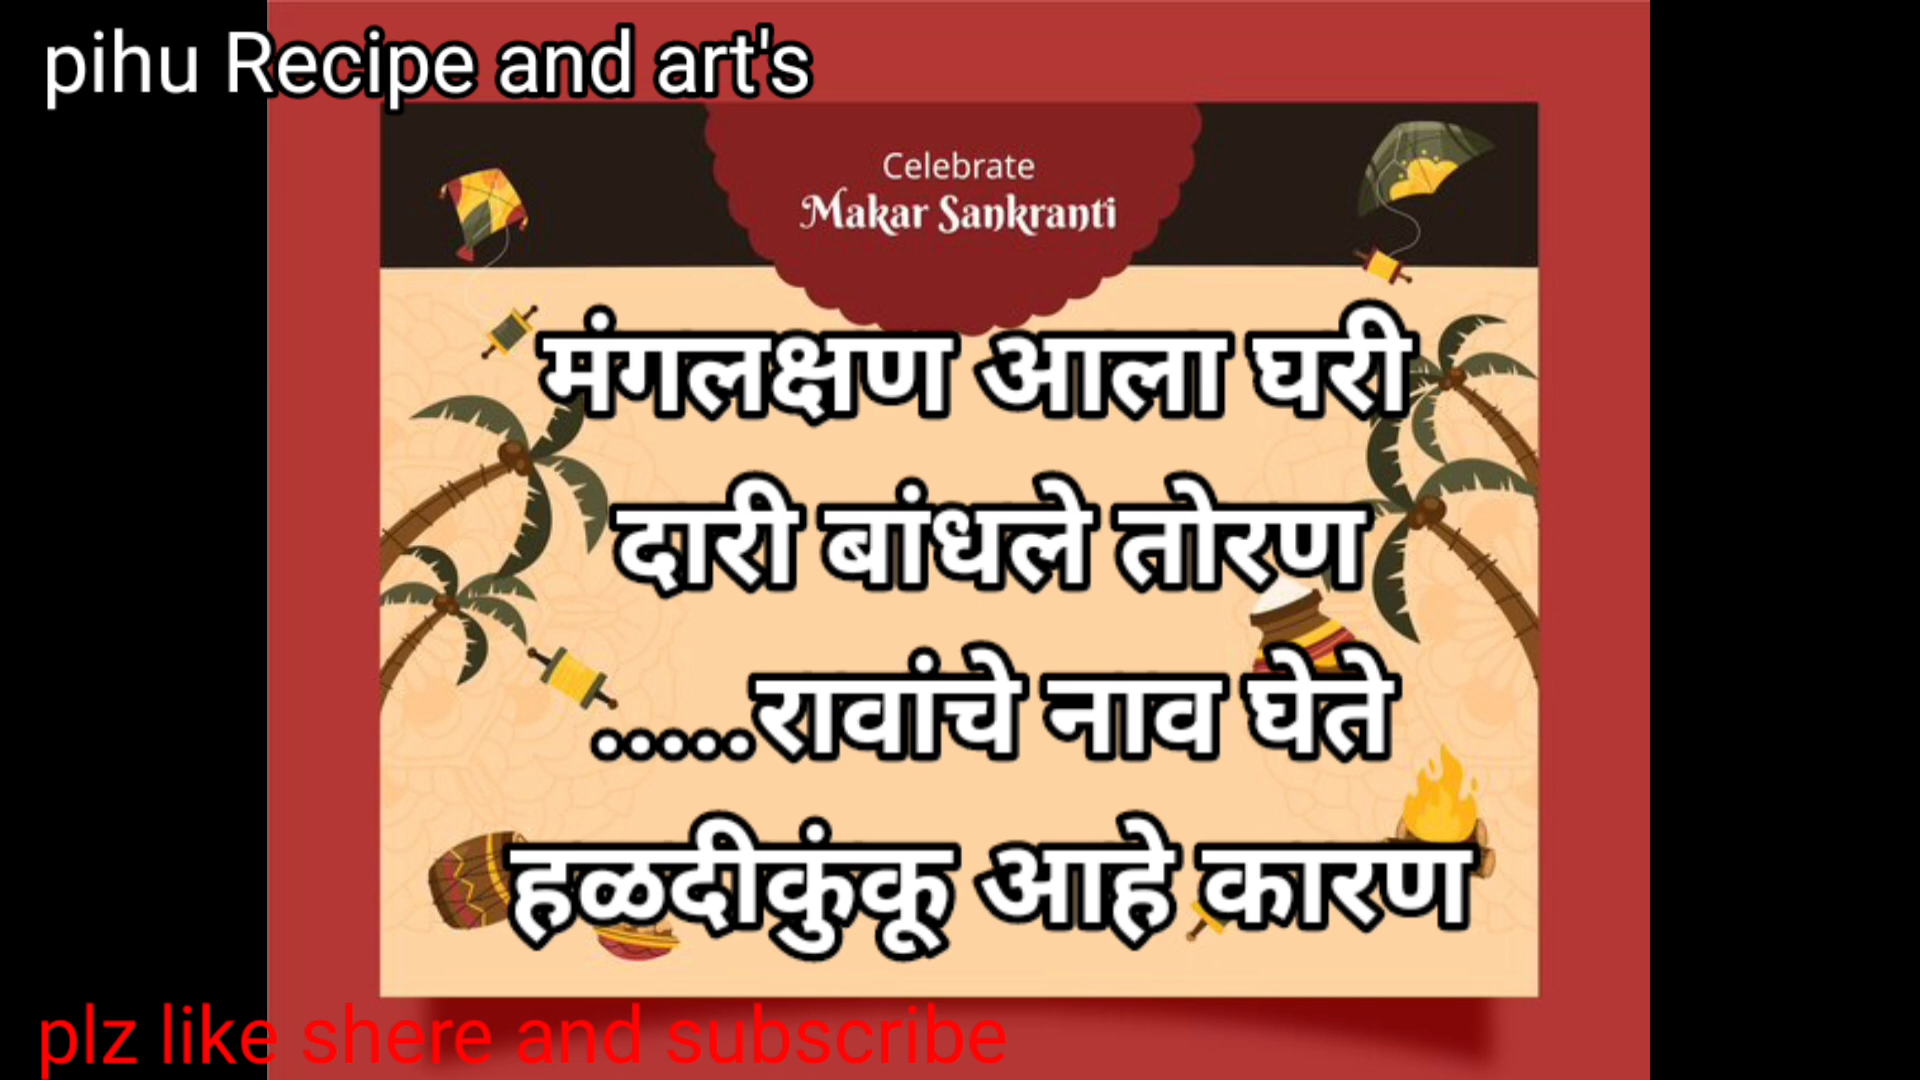 pihu Recipe and art's
Celebrate
Makar Sankranti
मंगलक्षण आला घरी
दारी बांधले तोरण
.....रावांचे नाव घेते
हळदीकुंकू आहे कारण
plz like shere and subscribe